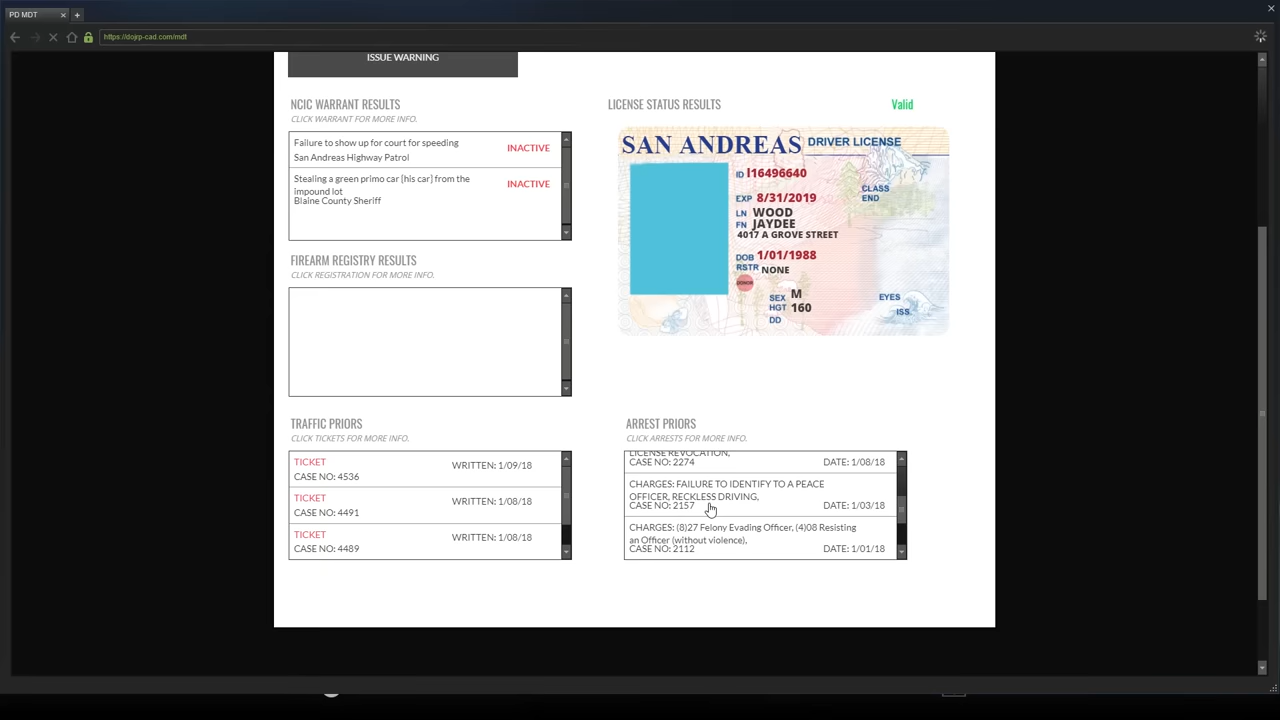 PD MDT
https://dojrp-cad.com/mdt
ISSUE WARNING
NCIC WARRANT RESULTS
CLICK WARRANT FOR MORE INFO.
Failure to show up for court for speeding
San Andreas Highway Patrol
INACTIVE
Stealing a green primo car [his car] from the
impound lot
Blaine County Sheriff
INACTIVE
LICENSE STATUS RESULTS
Valid
SAN ANDREAS DRIVER LICENSE
ID I16496640
EXP 8/31/2019
LN WOOD
FN JAYDEE
4017 A GROVE STREET
DOB 1/01/1988
RSTR NONE
DONOR
SEX M
HGT 160
DD
CLASS
END
EYES
ISS
FIREARM REGISTRY RESULTS
CLICK REGISTRATION FOR MORE INFO.
TRAFFIC PRIORS
CLICK TICKETS FOR MORE INFO.
TICKET
CASE NO: 4536
WRITTEN: 1/09/18
TICKET
CASE NO: 4491
WRITTEN: 1/08/18
TICKET
CASE NO: 4489
WRITTEN: 1/08/18
ARREST PRIORS
CLICK ARRESTS FOR MORE INFO.
LICENSE REVOCATION,
CASE NO: 2274
DATE: 1/08/18
CHARGES: FAILURE TO IDENTIFY TO A PEACE
OFFICER, RECKLESS DRIVING,
CASE NO: 2157
DATE: 1/03/18
CHARGES: (8)27 Felony Evading Officer, (4)08 Resisting
an Officer (without violence),
CASE NO: 2112
DATE: 1/01/18